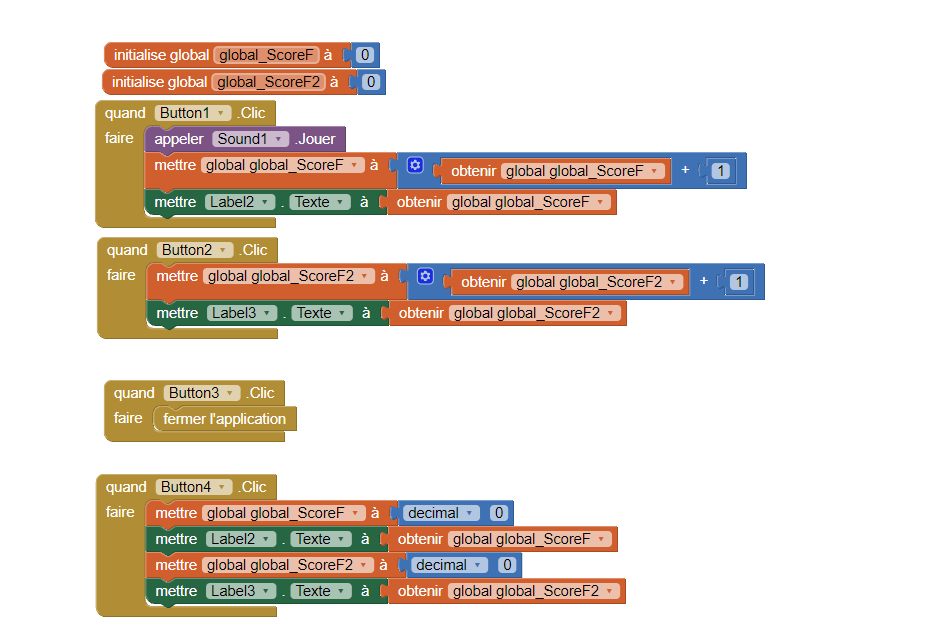 initialise global global_ScoreF à 0
initialise global global_ScoreF2 à 0
quand Button1 .Clic
faire appeler Sound1 .Jouer
mettre global global_ScoreF à obtenir global global_ScoreF + 1
mettre Label2 . Texte à obtenir global global_ScoreF
quand Button2 .Clic
faire mettre global global_ScoreF2 à obtenir global global_ScoreF2 + 1
mettre Label3 . Texte à obtenir global global_ScoreF2
quand Button3 .Clic
faire fermer l'application
quand Button4 .Clic
faire mettre global global_ScoreF à decimal 0
mettre Label2 . Texte à obtenir global global_ScoreF
mettre global global_ScoreF2 à decimal 0
mettre Label3 . Texte à obtenir global global_ScoreF2